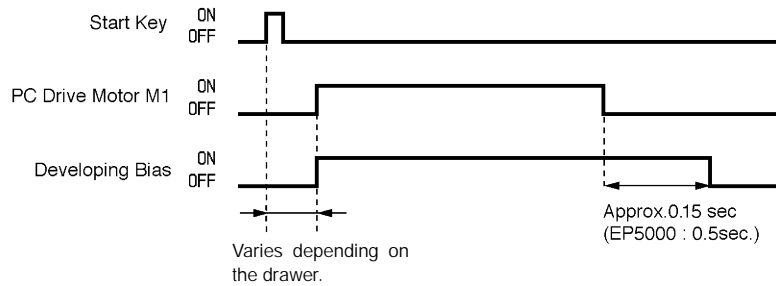 Start Key ON
OFF
PC Drive Motor M1 ON
OFF
Developing Bias ON
OFF
Approx.0.15 sec
(EP5000 : 0.5sec.)
Varies depending on
the drawer.